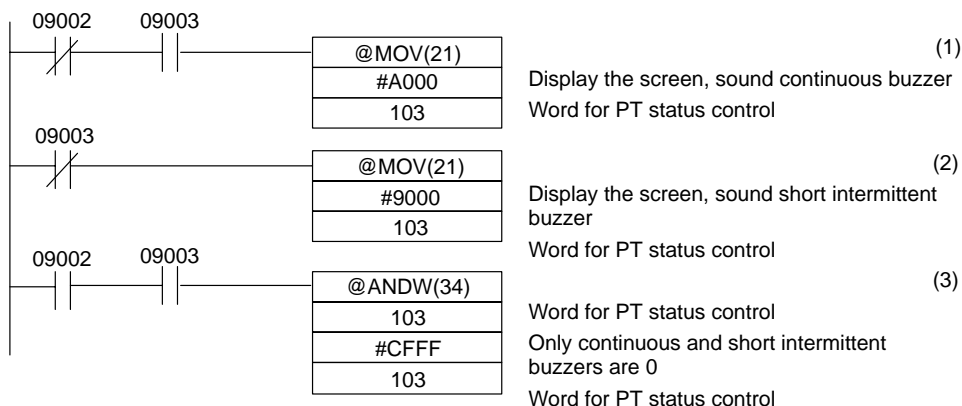 09002 09003
@MOV(21) (1)
#A000 Display the screen, sound continuous buzzer
103 Word for PT status control
09003
@MOV(21) (2)
#9000 Display the screen, sound short intermittent
buzzer
103
Word for PT status control
09002 09003
@ANDW(34) (3)
103 Word for PT status control
#CFFF Only continuous and short intermittent
buzzers are 0
103
Word for PT status control